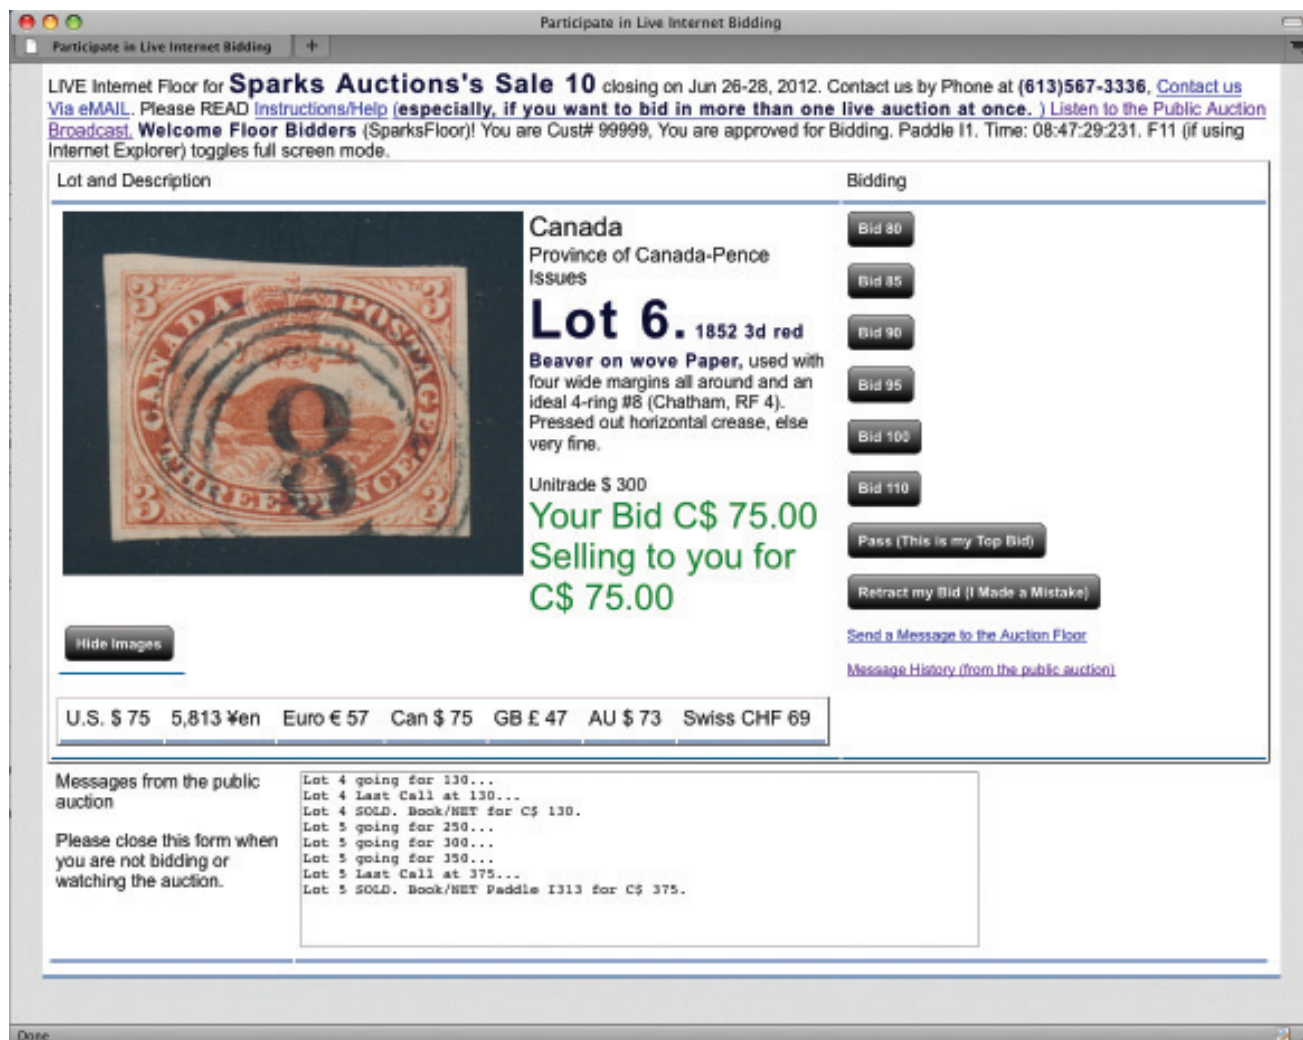 Participate in Live Internet Bidding
Participate in Live Internet Bidding +
LIVE Internet Floor for Sparks Auctions's Sale 10 closing on Jun 26-28, 2012. Contact us by Phone at (613)567-3336, Contact us
Via eMAIL. Please READ Instructions/Help (especially, if you want to bid in more than one live auction at once. ) Listen to the Public Auction
Broadcast. Welcome Floor Bidders (SparksFloor)! You are Cust# 99999, You are approved for Bidding. Paddle I1. Time: 08:47:29:231. F11 (if using
Internet Explorer) toggles full screen mode.
Lot and Description
Bidding
3 3
CANADA POSTAGE
8
THREE PENCE
3 3
Canada
Province of Canada-Pence
Issues
Lot 6. 1852 3d red
Beaver on wove Paper, used with
four wide margins all around and an
ideal 4-ring #8 (Chatham, RF 4).
Pressed out horizontal crease, else
very fine.
Unitrade $ 300
Your Bid C$ 75.00
Selling to you for
C$ 75.00
Bid 80
Bid 85
Bid 90
Bid 95
Bid 100
Bid 110
Pass (This is my Top Bid)
Retract my Bid (I Made a Mistake)
Send a Message to the Auction Floor
Message History (from the public auction)
Hide Images
U.S. $ 75 5,813 ¥en Euro € 57 Can $ 75 GB £ 47 AU $ 73 Swiss CHF 69
Messages from the public
auction
Please close this form when
you are not bidding or
watching the auction.
Lot 4 going for 130...
Lot 4 Last Call at 130...
Lot 4 SOLD. Book/NET for C$ 130.
Lot 5 going for 250...
Lot 5 going for 300...
Lot 5 going for 350...
Lot 5 Last Call at 375...
Lot 5 SOLD. Book/NET Paddle I313 for C$ 375.
Done